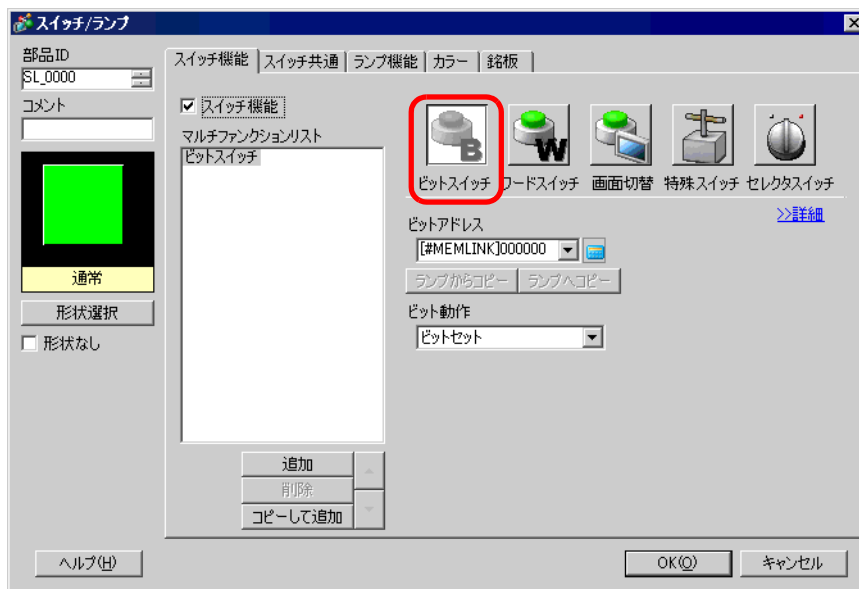 スイッチ/ランプ
部品ID
SL_0000
コメント
通常
形状選択
形状なし
スイッチ機能
スイッチ共通
ランプ機能
カラー
銘板
スイッチ機能
マルチファンクションリスト
ビットスイッチ
追加
削除
コピーして追加
B
W
ビットスイッチ
ワードスイッチ
画面切替
特殊スイッチ
セレクタスイッチ
>>詳細
ビットアドレス
[#MEMLINK]000000
ランプからコピー
ランプへコピー
ビット動作
ビットセット
ヘルプ(H)
OK(O)
キャンセル